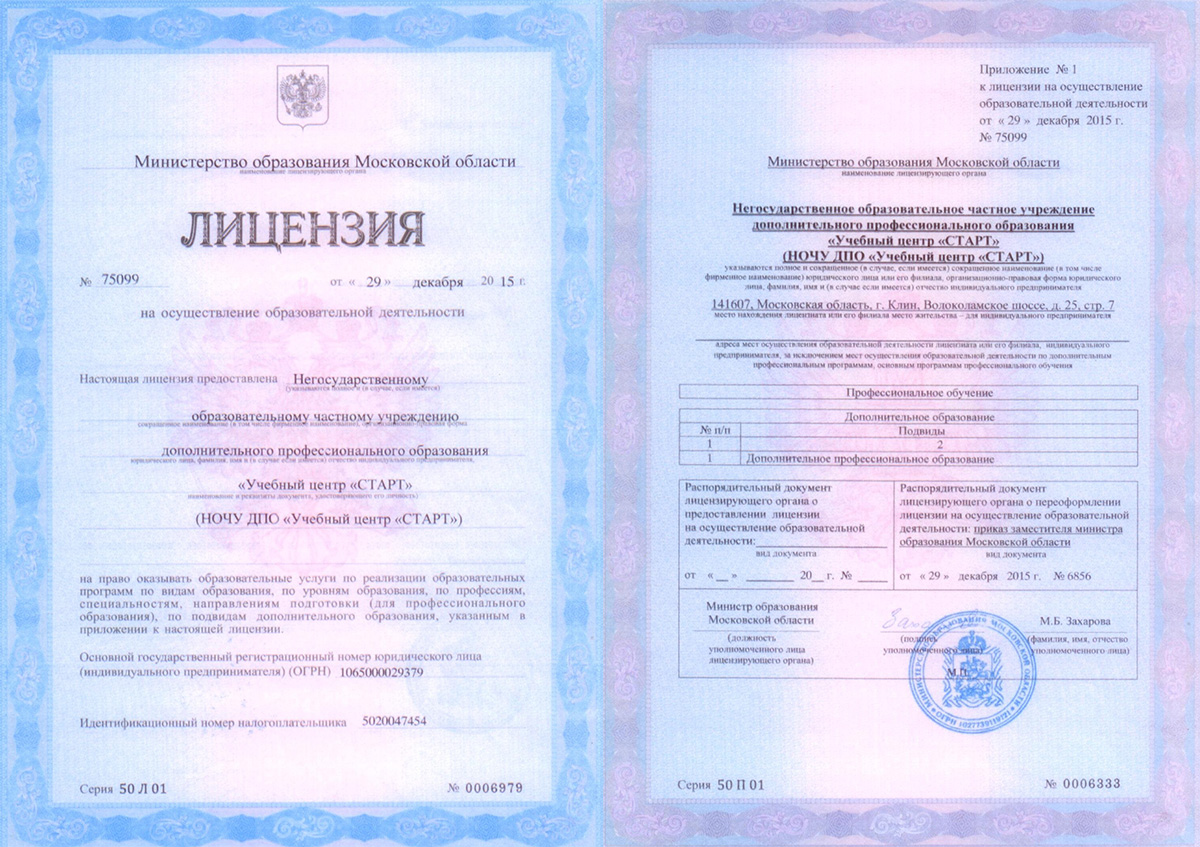 Министерство образования Московской области
наименование лицензирующего органа
ЛИЦЕНЗИЯ
№ 75099 от « 29 » декабря 20 15 г.
на осуществление образовательной деятельности
Настоящая лицензия предоставлена Негосударственному
(указываются полное и (в случае, если имеется)
образовательному частному учреждению
сокращенное наименование (в том числе фирменное наименование), организационно-правовая форма
дополнительного профессионального образования
юридического лица, фамилия, имя и (в случае если имеется) отчество индивидуального предпринимателя,
«Учебный центр «СТАРТ»
наименование и реквизиты документа, удостоверяющего его личность)
(НОЧУ ДПО «Учебный центр «СТАРТ»)
на право оказывать образовательные услуги по реализации образовательных
программ по видам образования, по уровням образования, по профессиям,
специальностям, направлениям подготовки (для профессионального
образования), по подвидам дополнительного образования, указанным в
приложении к настоящей лицензии.
Основной государственный регистрационный номер юридического лица
(индивидуального предпринимателя) (ОГРН) 1065000029379
Идентификационный номер налогоплательщика 5020047454
Серия 50 Л 01 № 0006979
Приложение № 1
к лицензии на осуществление
образовательной деятельности
от « 29 » декабря 2015 г.
№ 75099
Министерство образования Московской области
наименование лицензирующего органа
Негосударственное образовательное частное учреждение
дополнительного профессионального образования
«Учебный центр «СТАРТ»
(НОЧУ ДПО «Учебный центр «СТАРТ»)
указываются полное и сокращенное (в случае, если имеется) сокращенное наименование (в том числе
фирменное наименование) юридического лица или его филиала, организационно-правовая форма юридического
лица, фамилия, имя и (в случае если имеется) отчество индивидуального предпринимателя
141607, Московская область, г. Клин, Волоколамское шоссе, д. 25, стр. 7
место нахождения лицензиата или его филиала место жительства – для индивидуального предпринимателя
адреса мест осуществления образовательной деятельности лицензиата или его филиала, индивидуального
предпринимателя, за исключением мест осуществления образовательной деятельности по дополнительным
профессиональным программам, основным программам профессионального обучения
Профессиональное обучение
Дополнительное образование
№ п/п Подвиды
1 2
1 Дополнительное профессиональное образование
Распорядительный документ
лицензирующего органа о
предоставлении лицензии
на осуществление образовательной
деятельности:
вид документа
от « __ » ________ 20__ г. № _____
Распорядительный документ
лицензирующего органа о переоформлении
лицензии на осуществление образовательной
деятельности: приказ заместителя министра
образования Московской области
вид документа
от « 29 » декабря 2015 г. № 6856
Министр образования
Московской области
(должность
уполномоченного лица
лицензирующего органа)
(подпись
уполномоченного лица)
М.Б. Захарова
(фамилия, имя, отчество
уполномоченного лица)
М.П.
МИНИСТЕРСТВО ОБРАЗОВАНИЯ МОСКОВСКОЙ ОБЛАСТИ
Серия 50 П 01 № 0006333